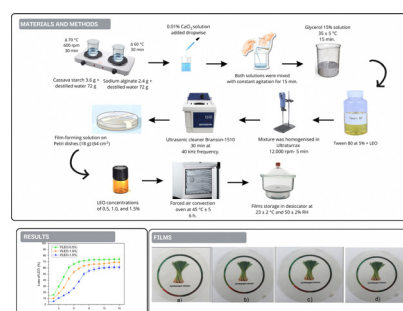 MATERIALS AND METHODS
Δ 70 °C
600 rpm
30 min
Δ 60 °C
30 min
Cassava starch 3.6 g +
destilled water 72 g
Sodium alginate 2.4 g +
destilled water 72 g
0.01% CaCl₂ solution
added dropwise
Both solutions were mixed
with constant agitation for 15 min.
Glycerol 15% solution
35 ± 5 °C
15 min.
Tween 80 at 5% + LEO
Mixture was homogenised in
Ultraturrax
12.000 rpm- 5 min
Ultrasonic cleaner Branson-1510
30 min at
40 kHz frequency.
Film-forming solution on
Petri dishes (18 g) (64 cm²)
LEO concentrations
of 0.5, 1.0, and 1.5%
Forced air convection
oven at 45 °C ± 5
6 h.
Films storage in desiccator at
23 ± 2 °C and 50 ± 2% RH
RESULTS
FILMS
a)
b)
c)
d)